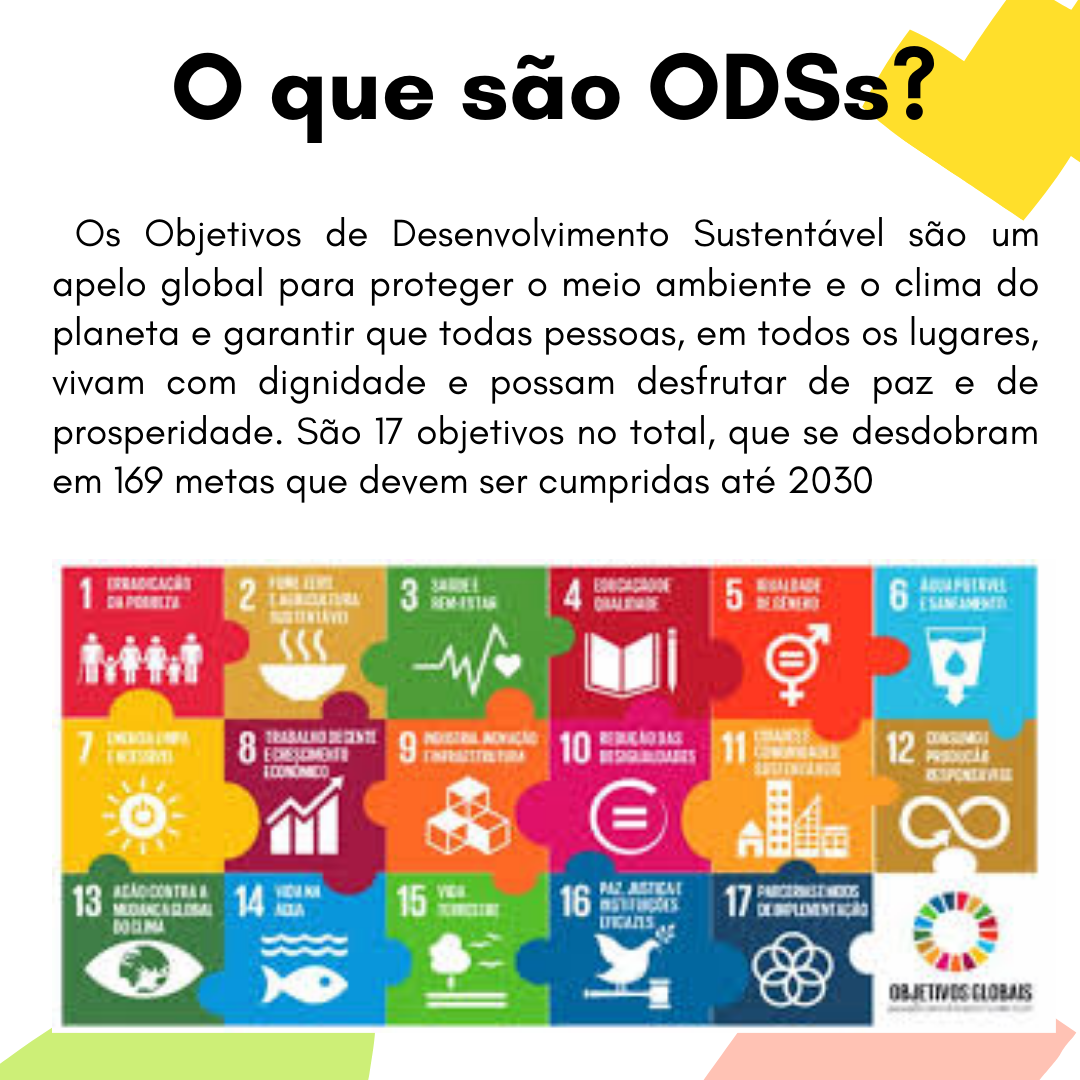 O que são ODSs?
Os Objetivos de Desenvolvimento Sustentável são um
apelo global para proteger o meio ambiente e o clima do
planeta e garantir que todas pessoas, em todos os lugares,
vivam com dignidade e possam desfrutar de paz e de
prosperidade. São 17 objetivos no total, que se desdobram
em 169 metas que devem ser cumpridas até 2030
1 ERRADICAÇÃO
DA POBREZA
2 FOME ZERO
E AGRICULTURA
SUSTENTÁVEL
3 SAÚDE E
BEM-ESTAR
4 EDUCAÇÃO DE
QUALIDADE
5 IGUALDADE
DE GÊNERO
6 ÁGUA POTÁVEL
E SANEAMENTO
7 ENERGIA LIMPA
E ACESSÍVEL
8 TRABALHO DECENTE
E CRESCIMENTO
ECONÔMICO
9 INDÚSTRIA, INOVAÇÃO
E INFRAESTRUTURA
10 REDUÇÃO DAS
DESIGUALDADES
11 CIDADES E
COMUNIDADES
SUSTENTÁVEIS
12 CONSUMO E
PRODUÇÃO
RESPONSÁVEIS
13 AÇÃO CONTRA A
MUDANÇA GLOBAL
DO CLIMA
14 VIDA NA
ÁGUA
15 VIDA
TERRESTRE
16 PAZ, JUSTIÇA E
INSTITUIÇÕES
EFICAZES
17 PARCERIAS E MEIOS
DE IMPLEMENTAÇÃO
OBJETIVOS GLOBAIS